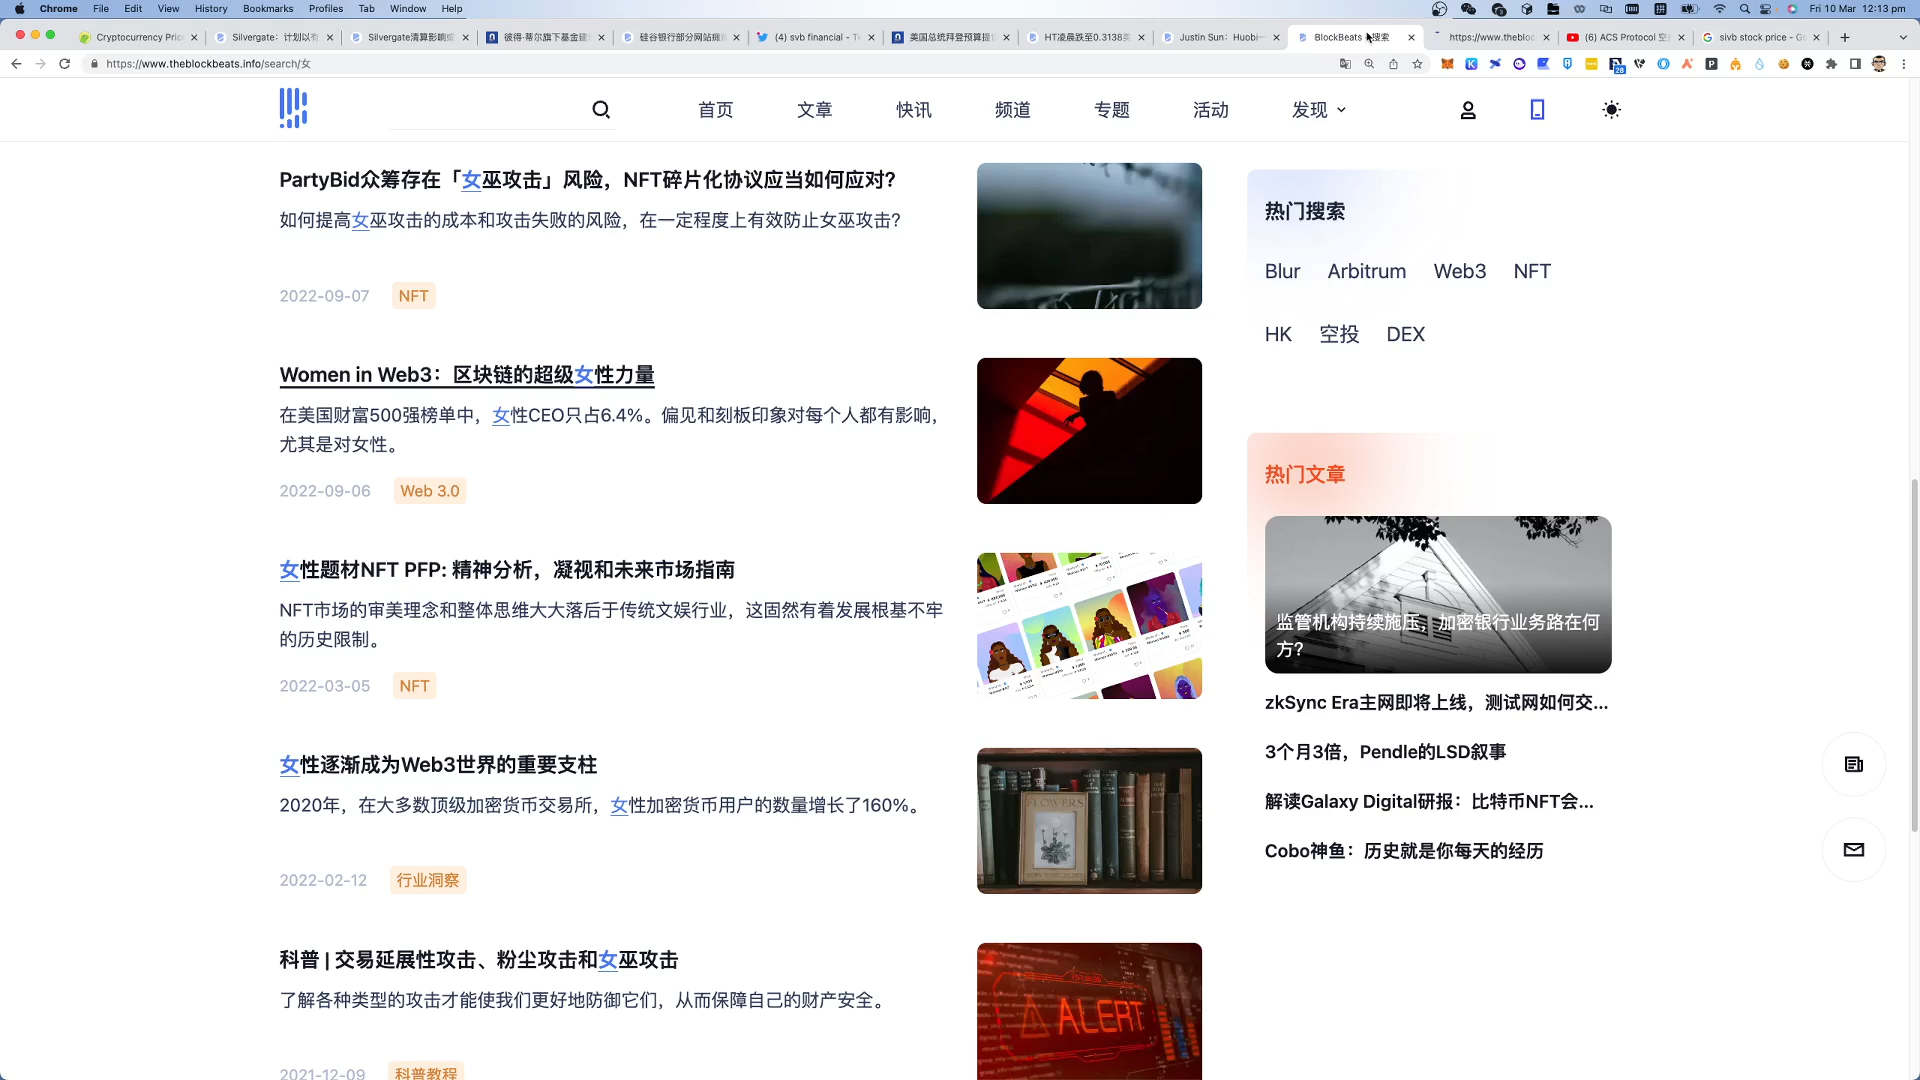 Chrome File Edit View History Bookmarks Profiles Tab Window Help Fri 10 Mar 12:13 pm
Cryptocurrency Pric Silvergate：计划以有 Silvergate清算影响 彼得·蒂尔旗下基金建 硅谷银行部分网站瘫 (4) svb financial - Tw 美国总统拜登预算提 HT凌晨跌至0.3138美 Justin Sun：Huobi一 BlockBeats 搜索 https://www.thebloc (6) ACS Protocol 空 sivb stock price - G
https://www.theblockbeats.info/search/女
首页 文章 快讯 频道 专题 活动 发现
PartyBid众筹存在「女巫攻击」风险，NFT碎片化协议应当如何应对？
如何提高女巫攻击的成本和攻击失败的风险，在一定程度上有效防止女巫攻击？
2022-09-07 NFT
Women in Web3：区块链的超级女性力量
在美国财富500强榜单中，女性CEO只占6.4%。偏见和刻板印象对每个人都有影响，
尤其是对女性。
2022-09-06 Web 3.0
女性题材NFT PFP: 精神分析，凝视和未来市场指南
NFT市场的审美理念和整体思维大大落后于传统文娱行业，这固然有着发展根基不牢
的历史限制。
2022-03-05 NFT
女性逐渐成为Web3世界的重要支柱
2020年，在大多数顶级加密货币交易所，女性加密货币用户的数量增长了160%。
FLOWERS
2022-02-12 行业洞察
科普 | 交易延展性攻击、粉尘攻击和女巫攻击
了解各种类型的攻击才能使我们更好地防御它们，从而保障自己的财产安全。
ALERT
2021-12-09 科普教程
热门搜索
Blur Arbitrum Web3 NFT
HK 空投 DEX
热门文章
监管机构持续施压，加密银行业务路在何
方？
zkSync Era主网即将上线，测试网如何交...
3个月3倍，Pendle的LSD叙事
解读Galaxy Digital研报：比特币NFT会...
Cobo神鱼：历史就是你每天的经历